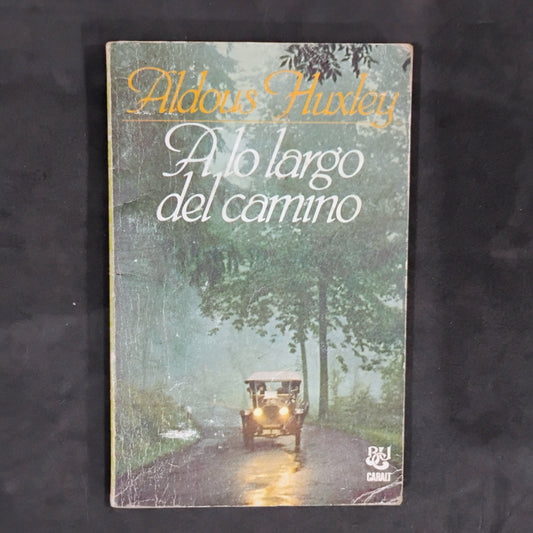 Aldous Huxley
A lo largo
del camino
CARALT